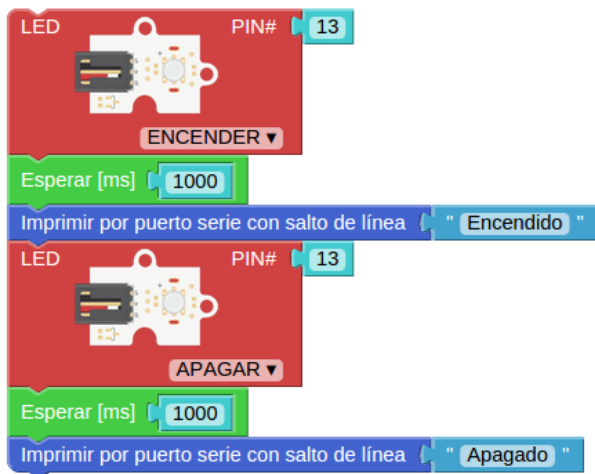 LED PIN# 13
ENCENDER ▾
Esperar [ms] 1000
Imprimir por puerto serie con salto de línea " Encendido "
LED PIN# 13
APAGAR ▾
Esperar [ms] 1000
Imprimir por puerto serie con salto de línea " Apagado "